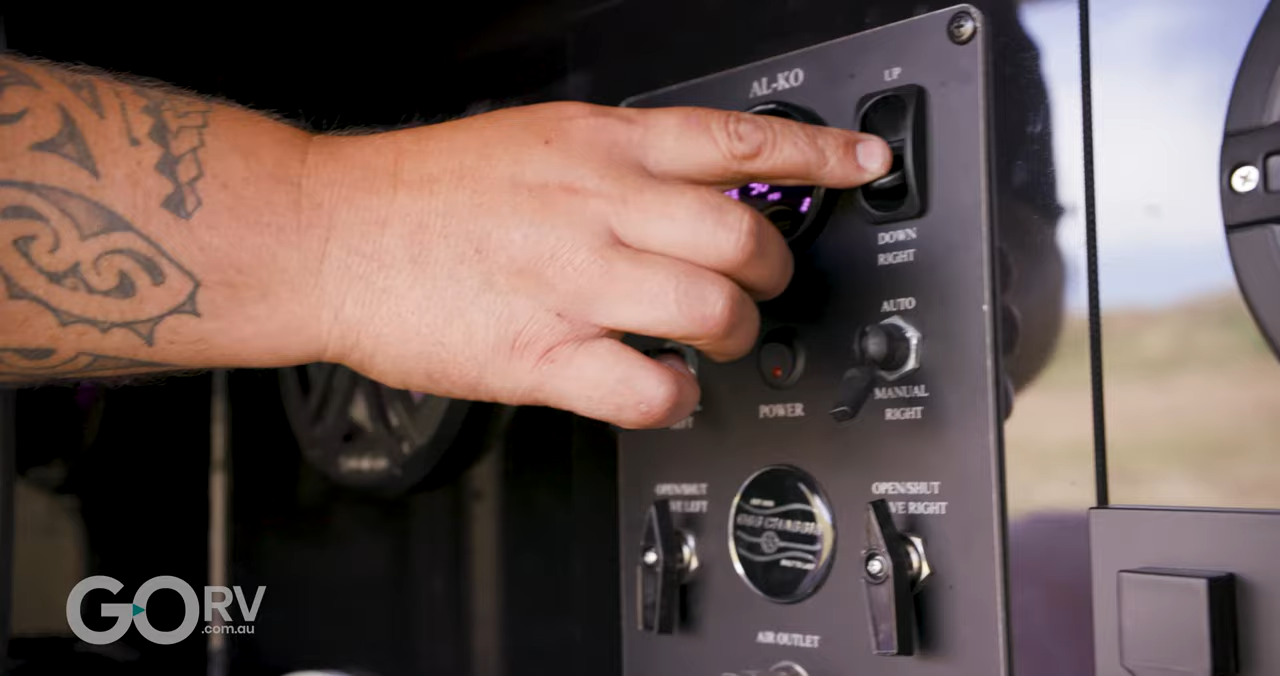 AL-KO
UP
DOWN
RIGHT
AUTO
MANUAL
RIGHT
POWER
OPEN/SHUT
OPEN/SHUT
VE RIGHT
AIR OUTLET
GORV
.com.au